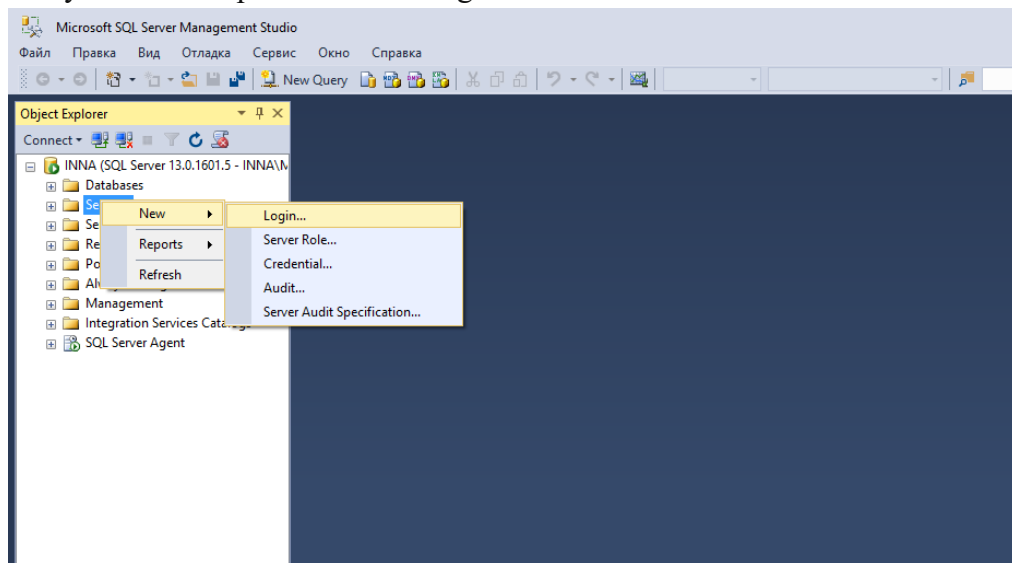 Microsoft SQL Server Management Studio
Файл Правка Вид Отладка Сервис Окно Справка
New Query
Object Explorer
Connect
INNA (SQL Server 13.0.1601.5 - INNA\
Databases
New
Login...
Server Role...
Reports
Credential...
Refresh
Audit...
Management
Server Audit Specification...
Integration Services
SQL Server Agent